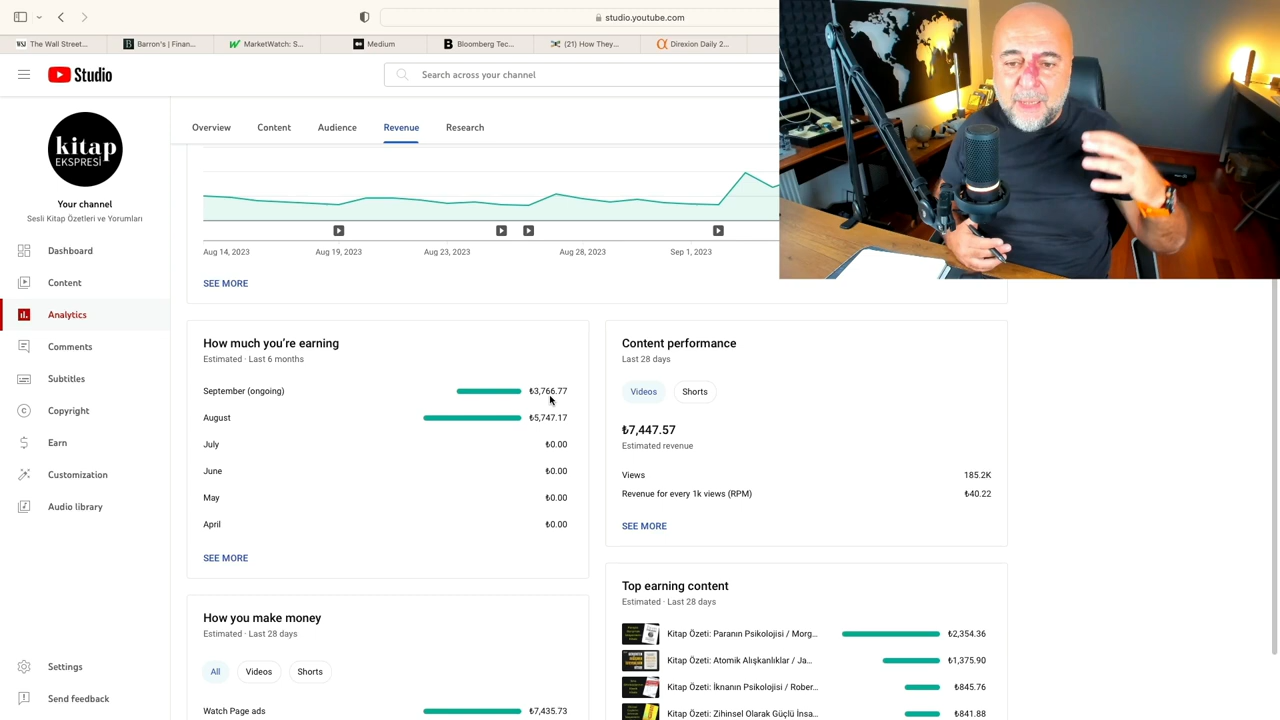 studio.youtube.com
WSJ The Wall Street...
B Barron's | Finan...
MarketWatch: S...
Medium
B Bloomberg Tec...
(21) How They...
α Direxion Daily 2...
Studio
Search across your channel
kitap
EKSPRESİ
Your channel
Sesli Kitap Özetleri ve Yorumları
Dashboard
Content
Analytics
Comments
Subtitles
Copyright
Earn
Customization
Audio library
Settings
Send feedback
Overview
Content
Audience
Revenue
Research
Aug 14, 2023
Aug 19, 2023
Aug 23, 2023
Aug 28, 2023
Sep 1, 2023
SEE MORE
How much you're earning
Estimated · Last 6 months
September (ongoing) ₺3,766.77
August ₺5,747.17
July ₺0.00
June ₺0.00
May ₺0.00
April ₺0.00
SEE MORE
How you make money
Estimated · Last 28 days
All
Videos
Shorts
Watch Page ads ₺7,435.73
Content performance
Last 28 days
Videos
Shorts
₺7,447.57
Estimated revenue
Views 185.2K
Revenue for every 1k views (RPM) ₺40.22
SEE MORE
Top earning content
Estimated · Last 28 days
Kitap Özeti: Paranın Psikolojisi / Morg... ₺2,354.36
Kitap Özeti: Atomik Alışkanlıklar / Ja... ₺1,375.90
Kitap Özeti: İknanın Psikolojisi / Rober... ₺845.76
Kitap Özeti: Zihinsel Olarak Güçlü İnsa... ₺841.88